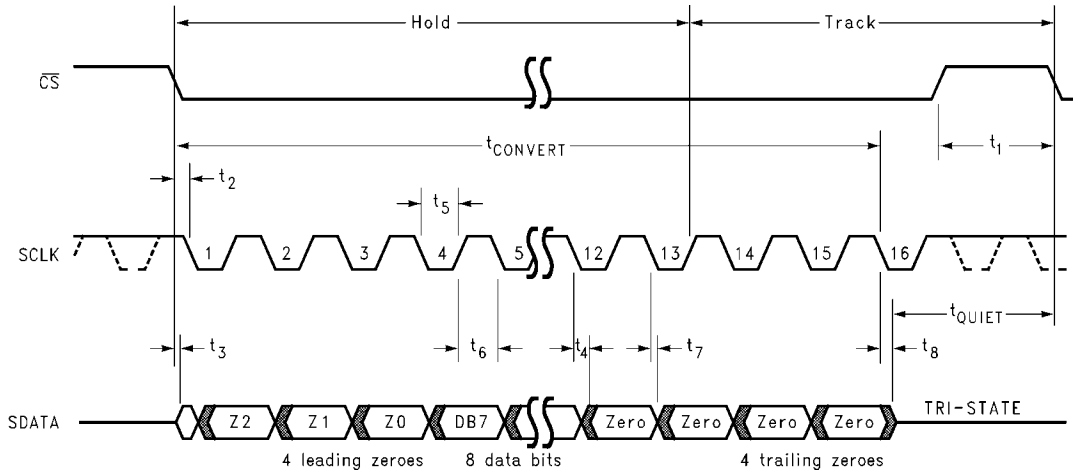 Hold Track
CS
tCONVERT t1
t2
t5
SCLK 1 2 3 4 5 12 13 14 15 16
tQUIET
t3 t6 t4 t7 t8
SDATA Z2 Z1 Z0 DB7 Zero Zero Zero Zero TRI-STATE
4 leading zeroes 8 data bits 4 trailing zeroes